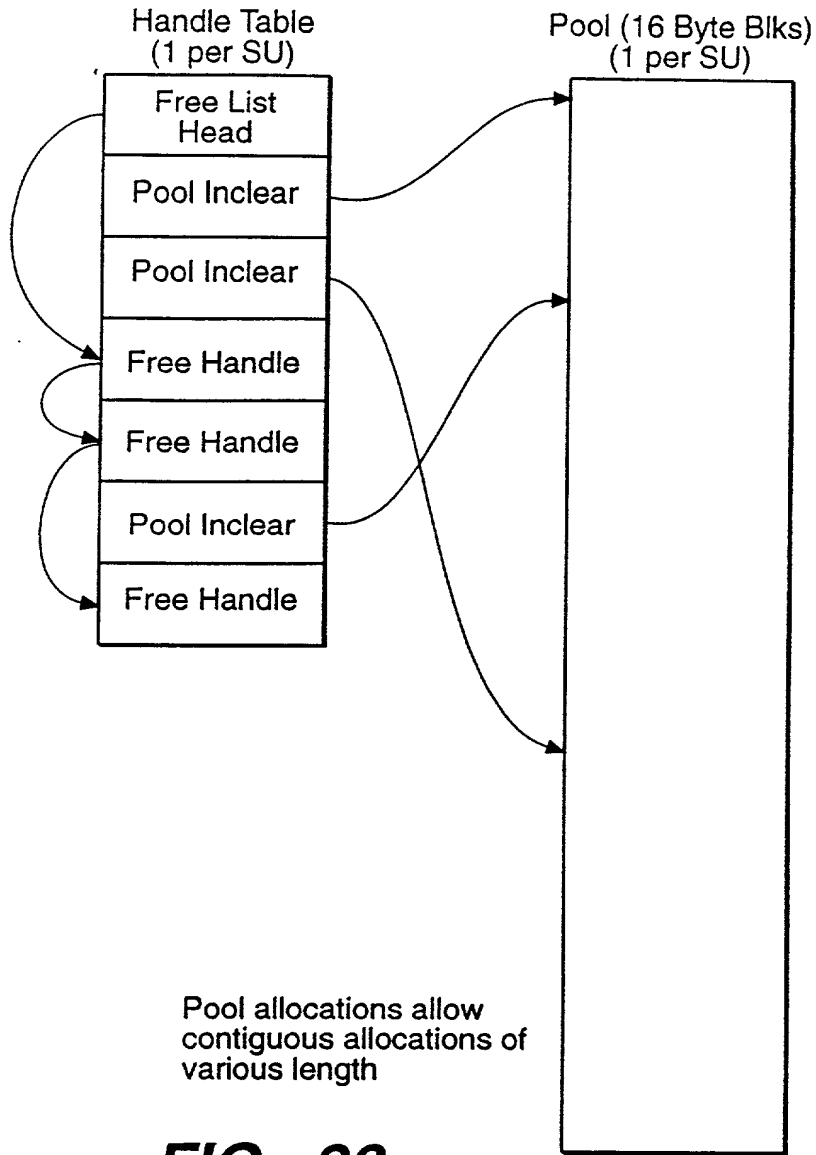 Handle Table
(1 per SU)
Pool (16 Byte Blks)
(1 per SU)
Free List
Head
Pool Inclear
Pool Inclear
Free Handle
Free Handle
Pool Inclear
Free Handle
Pool allocations allow
contiguous allocations of
various length